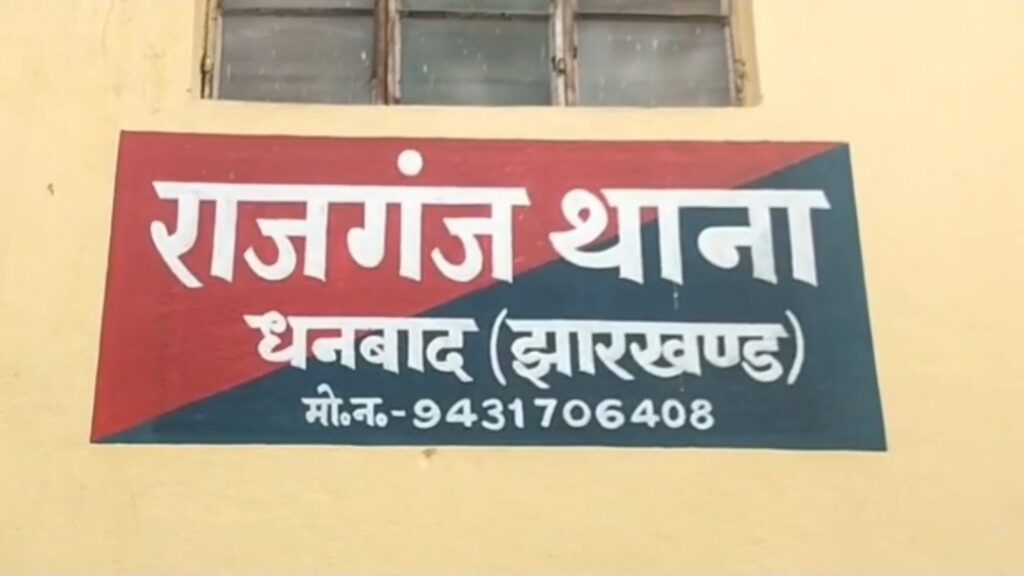 राजगंज थाना
धनबाद (झारखण्ड)
मो॰न॰-9431706408